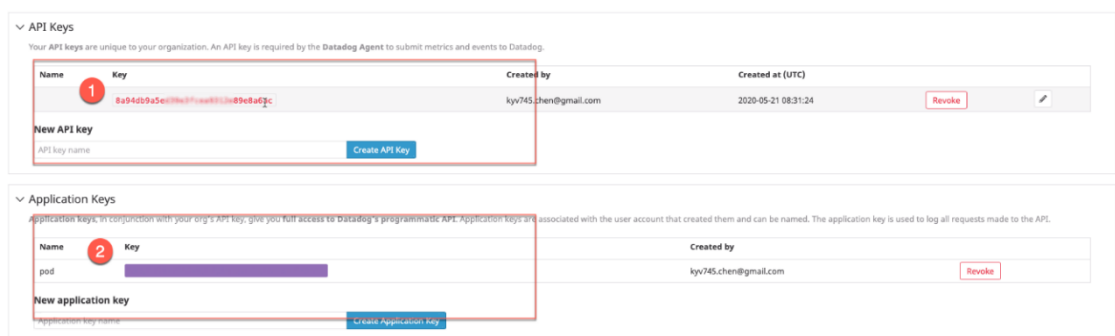 API Keys
Your API keys are unique to your organization. An API key is required by the Datadog Agent to submit metrics and events to Datadog.
Name Key Created by Created at (UTC)
1
kyv745.chen@gmail.com 2020-05-21 08:31:24 Revoke
New API key
API key name Create API Key
Application Keys
Application keys, in conjunction with your org's API key, give you full access to Datadog's programmatic API. Application keys are associated with the user account that created them and can be named. The application key is used to log all requests made to the API.
Name 2 Key Created by
pod kyv745.chen@gmail.com Revoke
New application key
Application key name Create Application Key